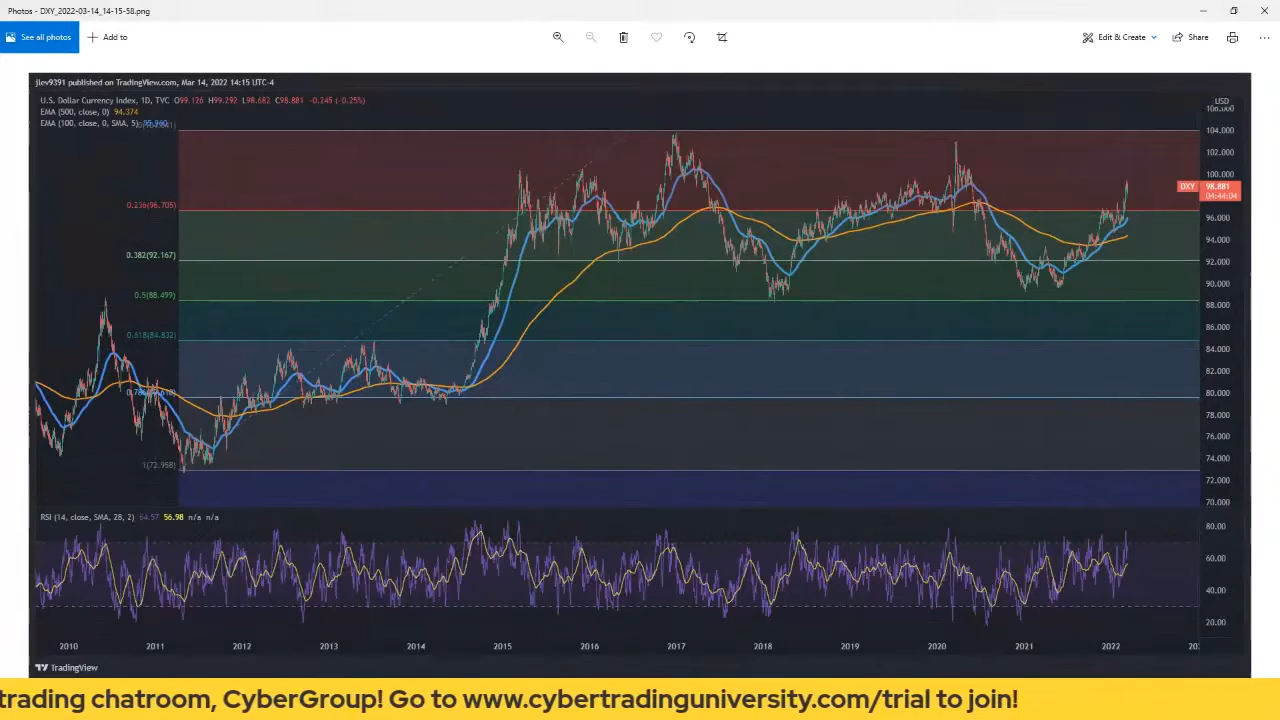 Photos - DXY_2022-03-14_14-15-58.png
See all photos
Add to
Edit & Create
Share
jlev9391 published on TradingView.com, Mar 14, 2022 14:15 UTC-4
U.S. Dollar Currency Index, 1D, TVC O99.126 H99.292 L98.682 C98.881 -0.245 (-0.25%)
EMA (500, close, 0) 94.374
EMA (100, close, 0, SMA, 5)
USD
106.000
104.000
102.000
100.000
DXY 98.881
04:44:04
96.000
94.000
92.000
90.000
88.000
86.000
84.000
82.000
80.000
78.000
76.000
74.000
72.000
70.000
0.236(96.705)
0.382(92.167)
0.5(88.499)
0.618(84.832)
1(72.958)
RSI (14, close, SMA, 28, 2) 64.57 56.98 n/a n/a
80.00
60.00
40.00
20.00
2010 2011 2012 2013 2014 2015 2016 2017 2018 2019 2020 2021 2022
TradingView
trading chatroom, CyberGroup! Go to www.cybertradinguniversity.com/trial to join!